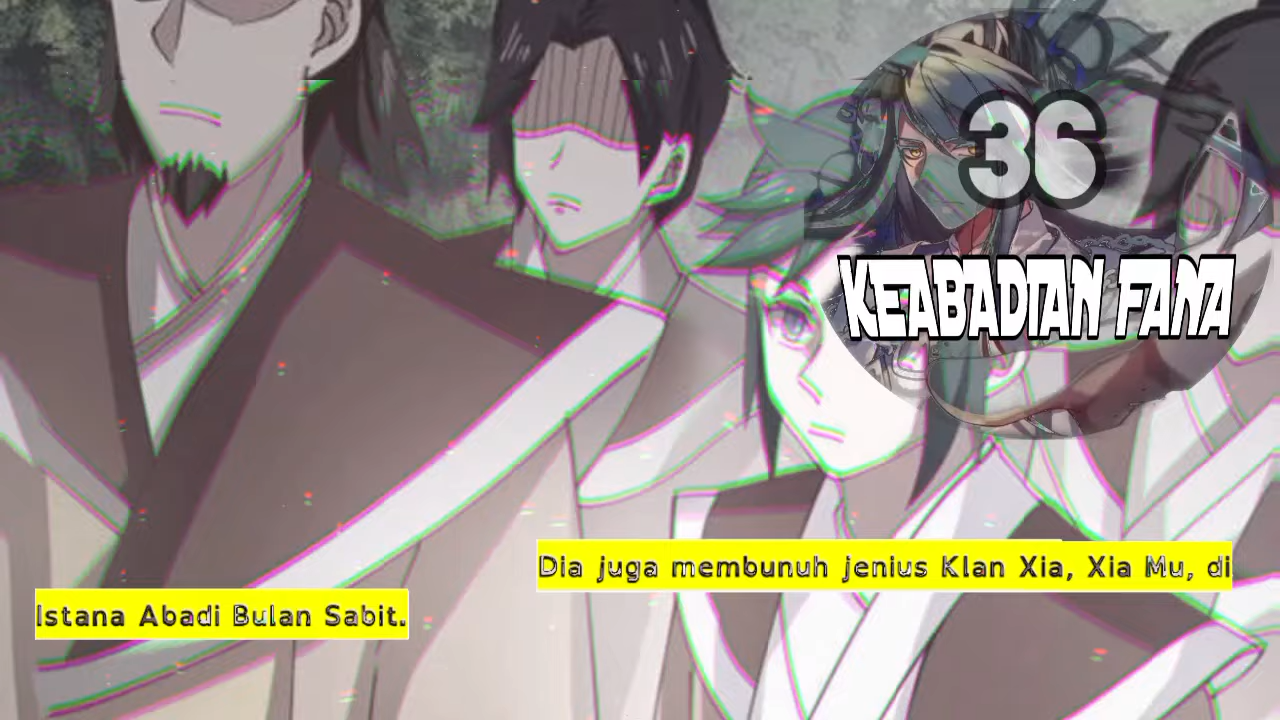 36
KEABADIAN FANA
Dia juga membunuh jenius Klan Xia, Xia Mu, di
Istana Abadi Bulan Sabit.